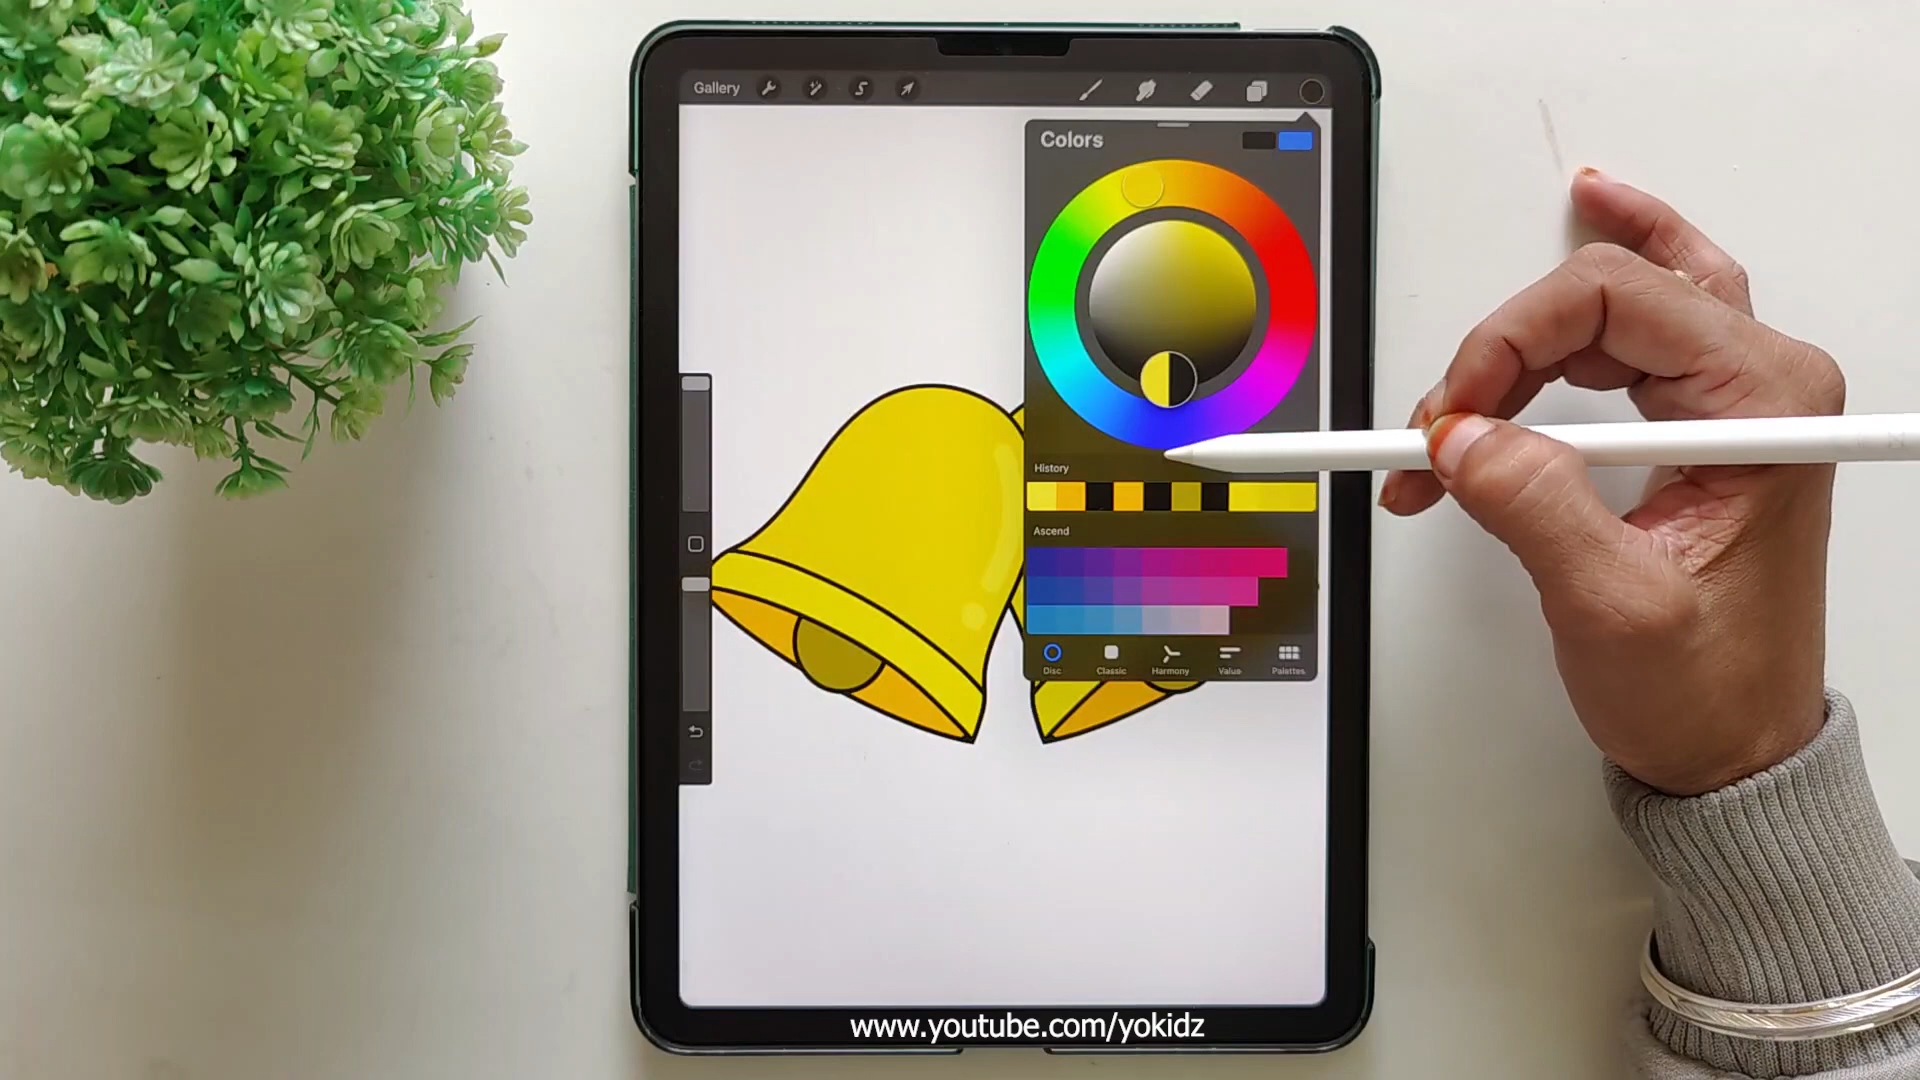 Gallery
Colors
History
Ascend
Disc Classic Harmony Value Palettes
www.youtube.com/yokidz